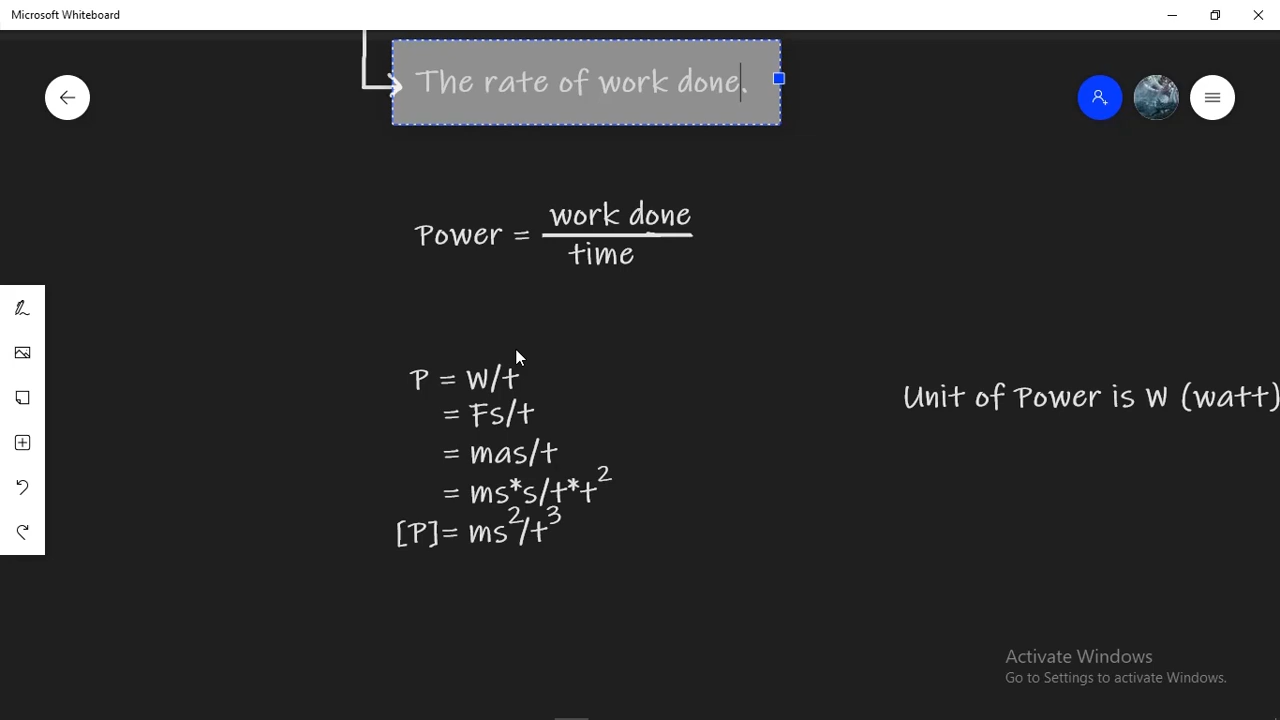 Microsoft Whiteboard
The rate of work done.
Power = work done
time
P = W/t
= Fs/t
= mas/t
= ms*s/t*t²
[P]= ms²/t³
Unit of Power is W (watt)
Activate Windows
Go to Settings to activate Windows.